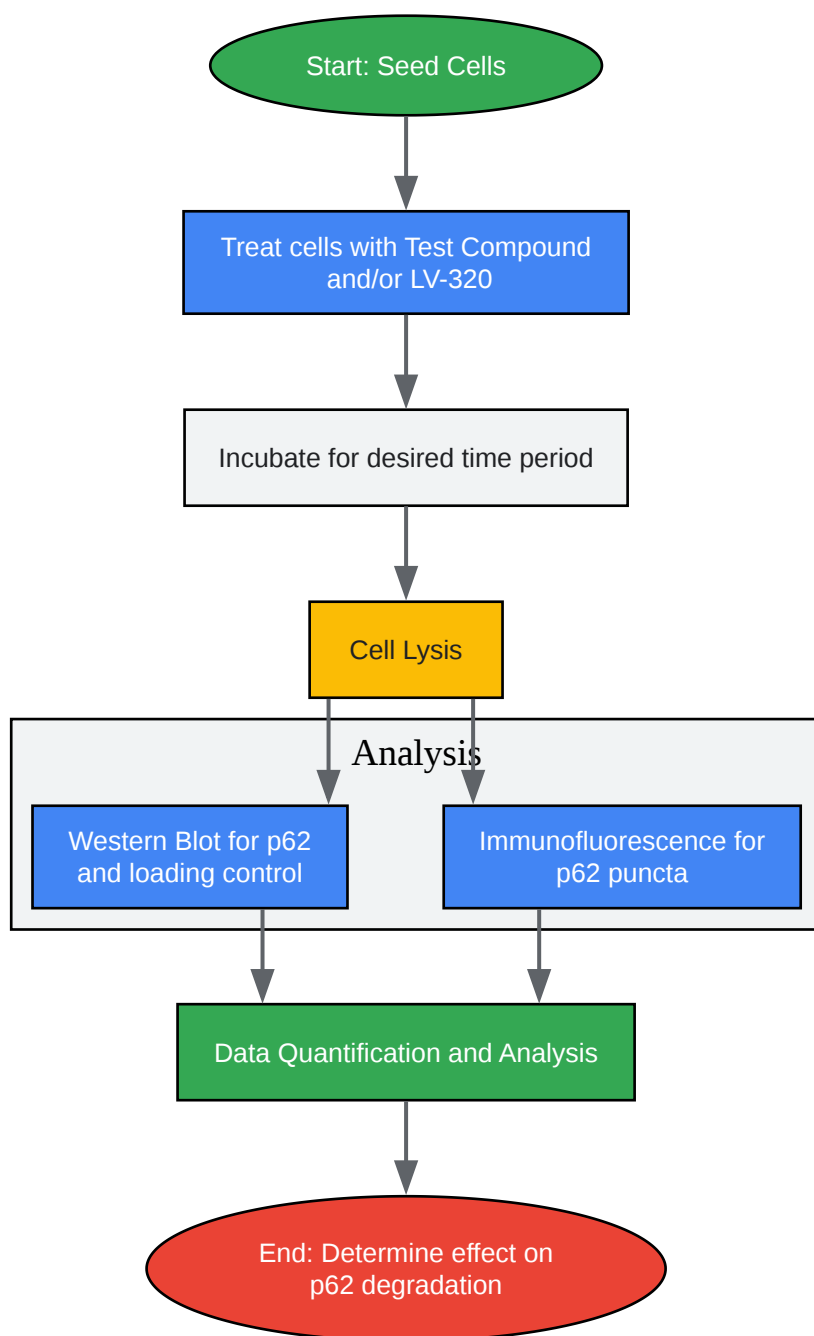 Start: Seed Cells
Treat cells with Test Compound
and/or LV-320
Incubate for desired time period
Cell Lysis
Analysis
Western Blot for p62
and loading control
Immunofluorescence for
p62 puncta
Data Quantification and Analysis
End: Determine effect on
p62 degradation